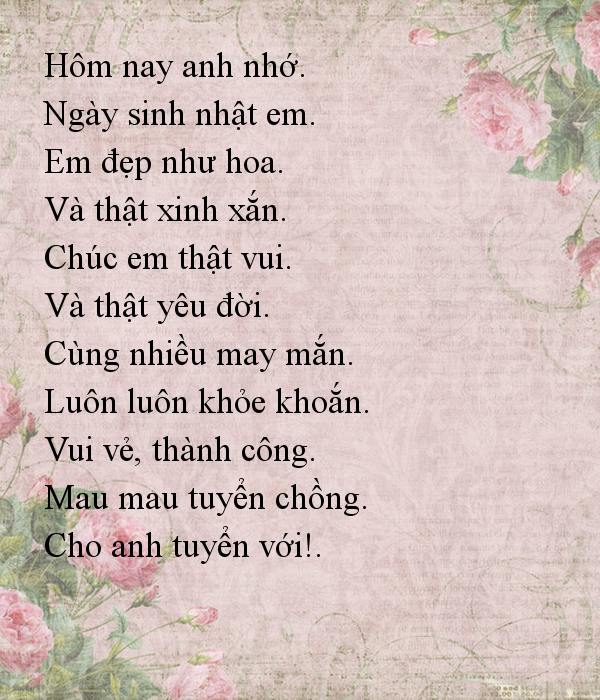 Hôm nay anh nhớ.
Ngày sinh nhật em.
Em đẹp như hoa.
Và thật xinh xắn.
Chúc em thật vui.
Và thật yêu đời.
Cùng nhiều may mắn.
Luôn luôn khỏe khoắn.
Vui vẻ, thành công.
Mau mau tuyển chồng.
Cho anh tuyển với!.